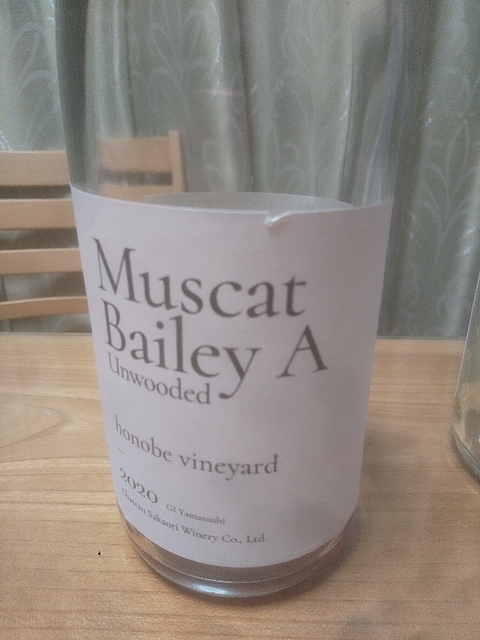 Muscat
Bailey A
Unwooded
honobe vineyard
2020 GI Yamanashi
Chateau Sakaori Winery Co., Ltd.